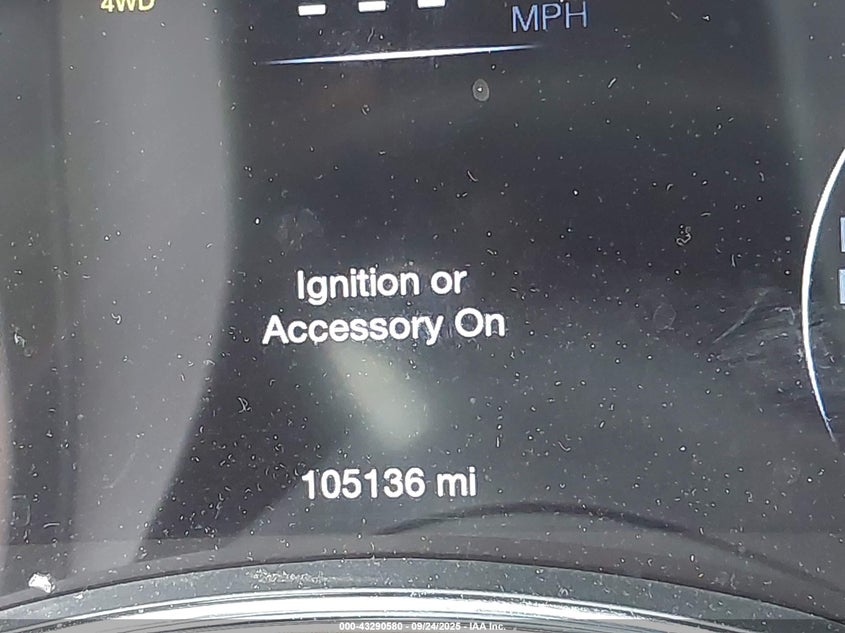 4WD
--- MPH
Ignition or
Accessory On
105136 mi
000-43290580 - 09/24/2025 - IAA Inc.